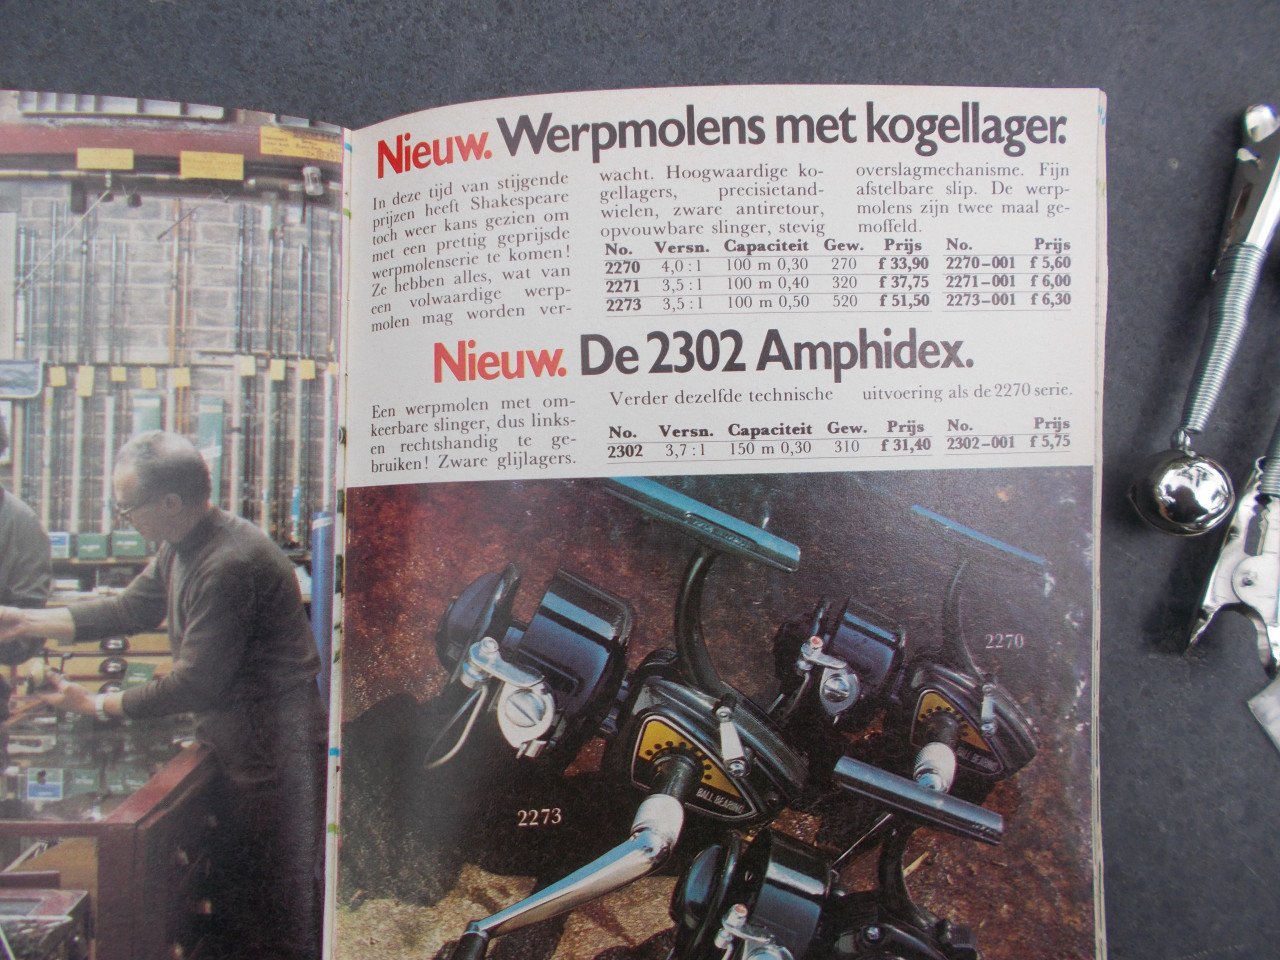 Nieuw. Werpmolens met kogellager.
In deze tijd van stijgende
prijzen heeft Shakespeare
toch weer kans gezien om
met een prettig geprijsde
werpmolenserie te komen!
Ze hebben alles, wat van
een volwaardige werp-
molen mag worden ver-
wacht. Hoogwaardige ko-
gellagers, precisietand-
wielen, zware antiretour,
opvouwbare slinger, stevig
overslagmechanisme. Fijn
afstelbare slip. De werp-
molens zijn twee maal ge-
moffeld.
No. Versn. Capaciteit Gew. Prijs No. Prijs
2270 4,0:1 100 m 0,30 270 f 33,90 2270-001 f 5,60
2271 3,5:1 100 m 0,40 320 f 37,75 2271-001 f 6,00
2273 3,5:1 100 m 0,50 520 f 51,50 2273-001 f 6,30
Nieuw. De 2302 Amphidex.
Een werpmolen met om-
keerbare slinger, dus links-
en rechtshandig te ge-
bruiken! Zware glijlagers.
Verder dezelfde technische uitvoering als de 2270 serie.
No. Versn. Capaciteit Gew. Prijs No. Prijs
2302 3,7:1 150 m 0,30 310 f 31,40 2302-001 f 5,75
2270
BALL BEARING
2273
BALL BEARING